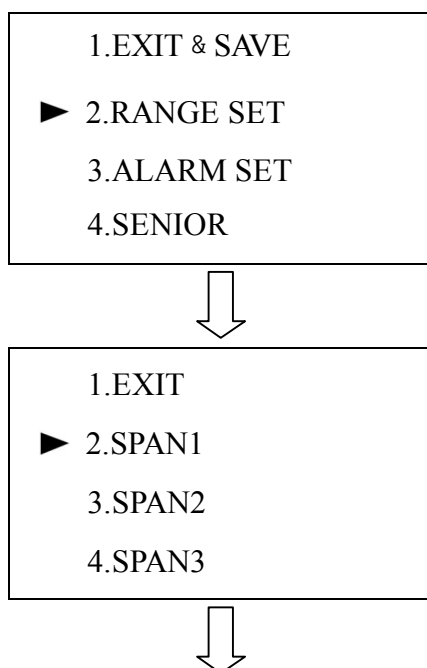 1.EXIT & SAVE
► 2.RANGE SET
3.ALARM SET
4.SENIOR
1.EXIT
► 2.SPAN1
3.SPAN2
4.SPAN3